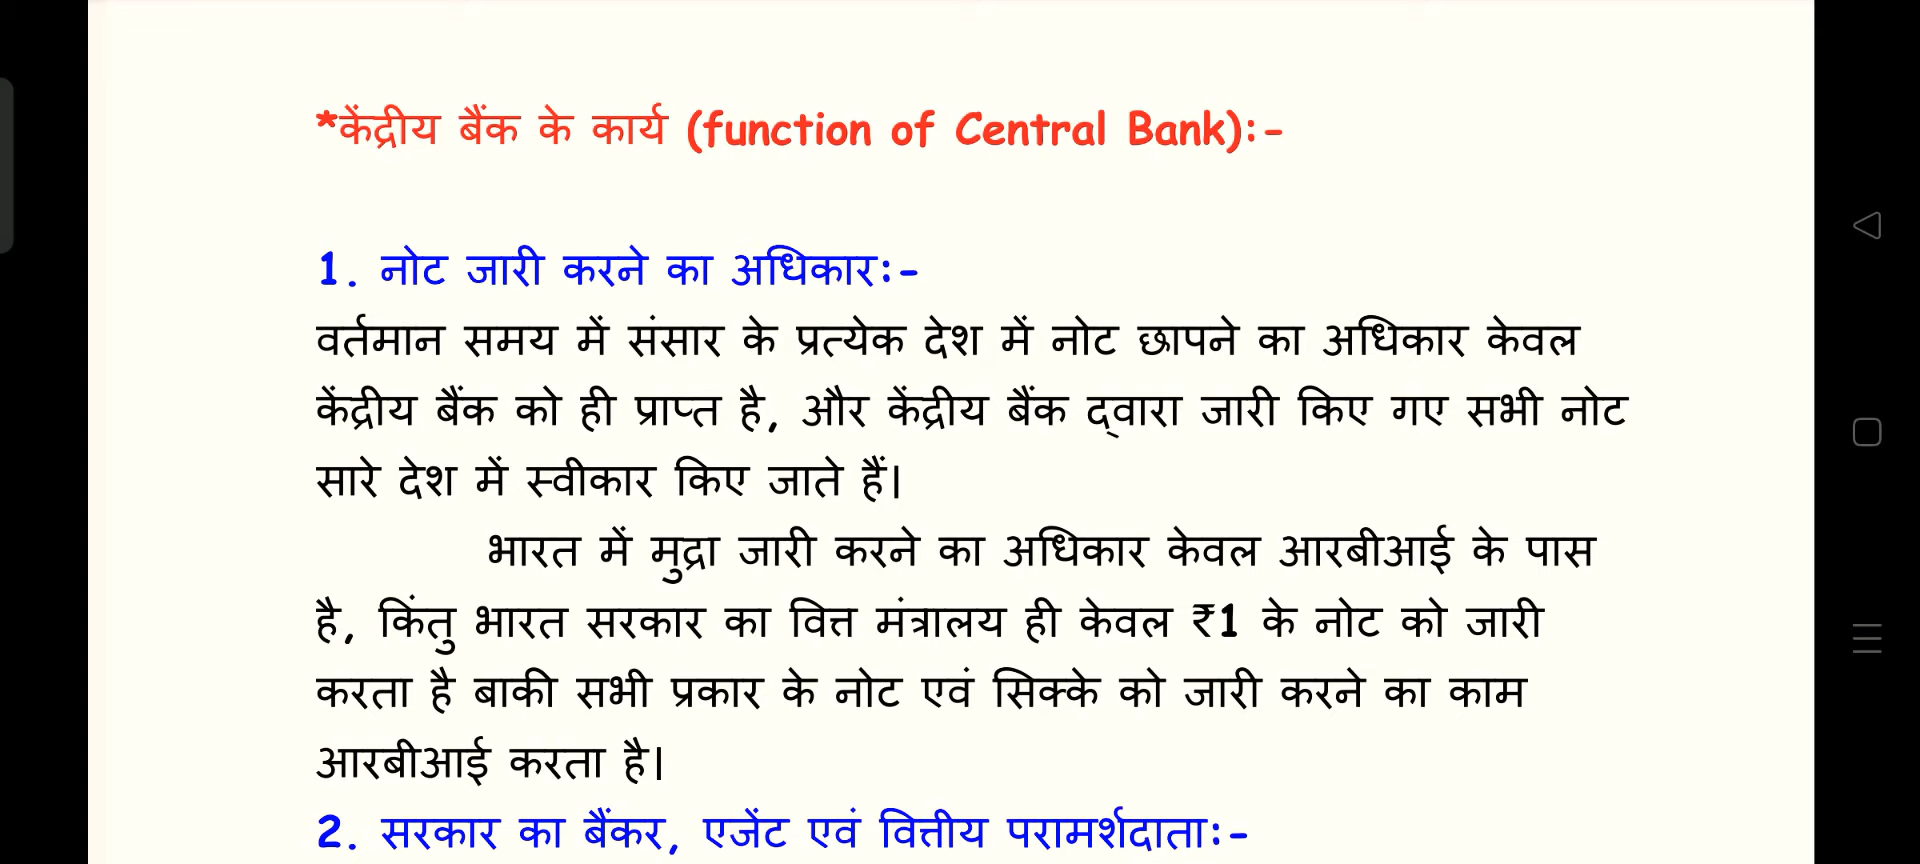 *केंद्रीय बैंक के कार्य (function of Central Bank):-
1. नोट जारी करने का अधिकार:-
वर्तमान समय में संसार के प्रत्येक देश में नोट छापने का अधिकार केवल
केंद्रीय बैंक को ही प्राप्त है, और केंद्रीय बैंक द्वारा जारी किए गए सभी नोट
सारे देश में स्वीकार किए जाते हैं।
भारत में मुद्रा जारी करने का अधिकार केवल आरबीआई के पास
है, किंतु भारत सरकार का वित्त मंत्रालय ही केवल ₹1 के नोट को जारी
करता है बाकी सभी प्रकार के नोट एवं सिक्के को जारी करने का काम
आरबीआई करता है।
2. सरकार का बैंकर, एजेंट एवं वित्तीय परामर्शदाता:-